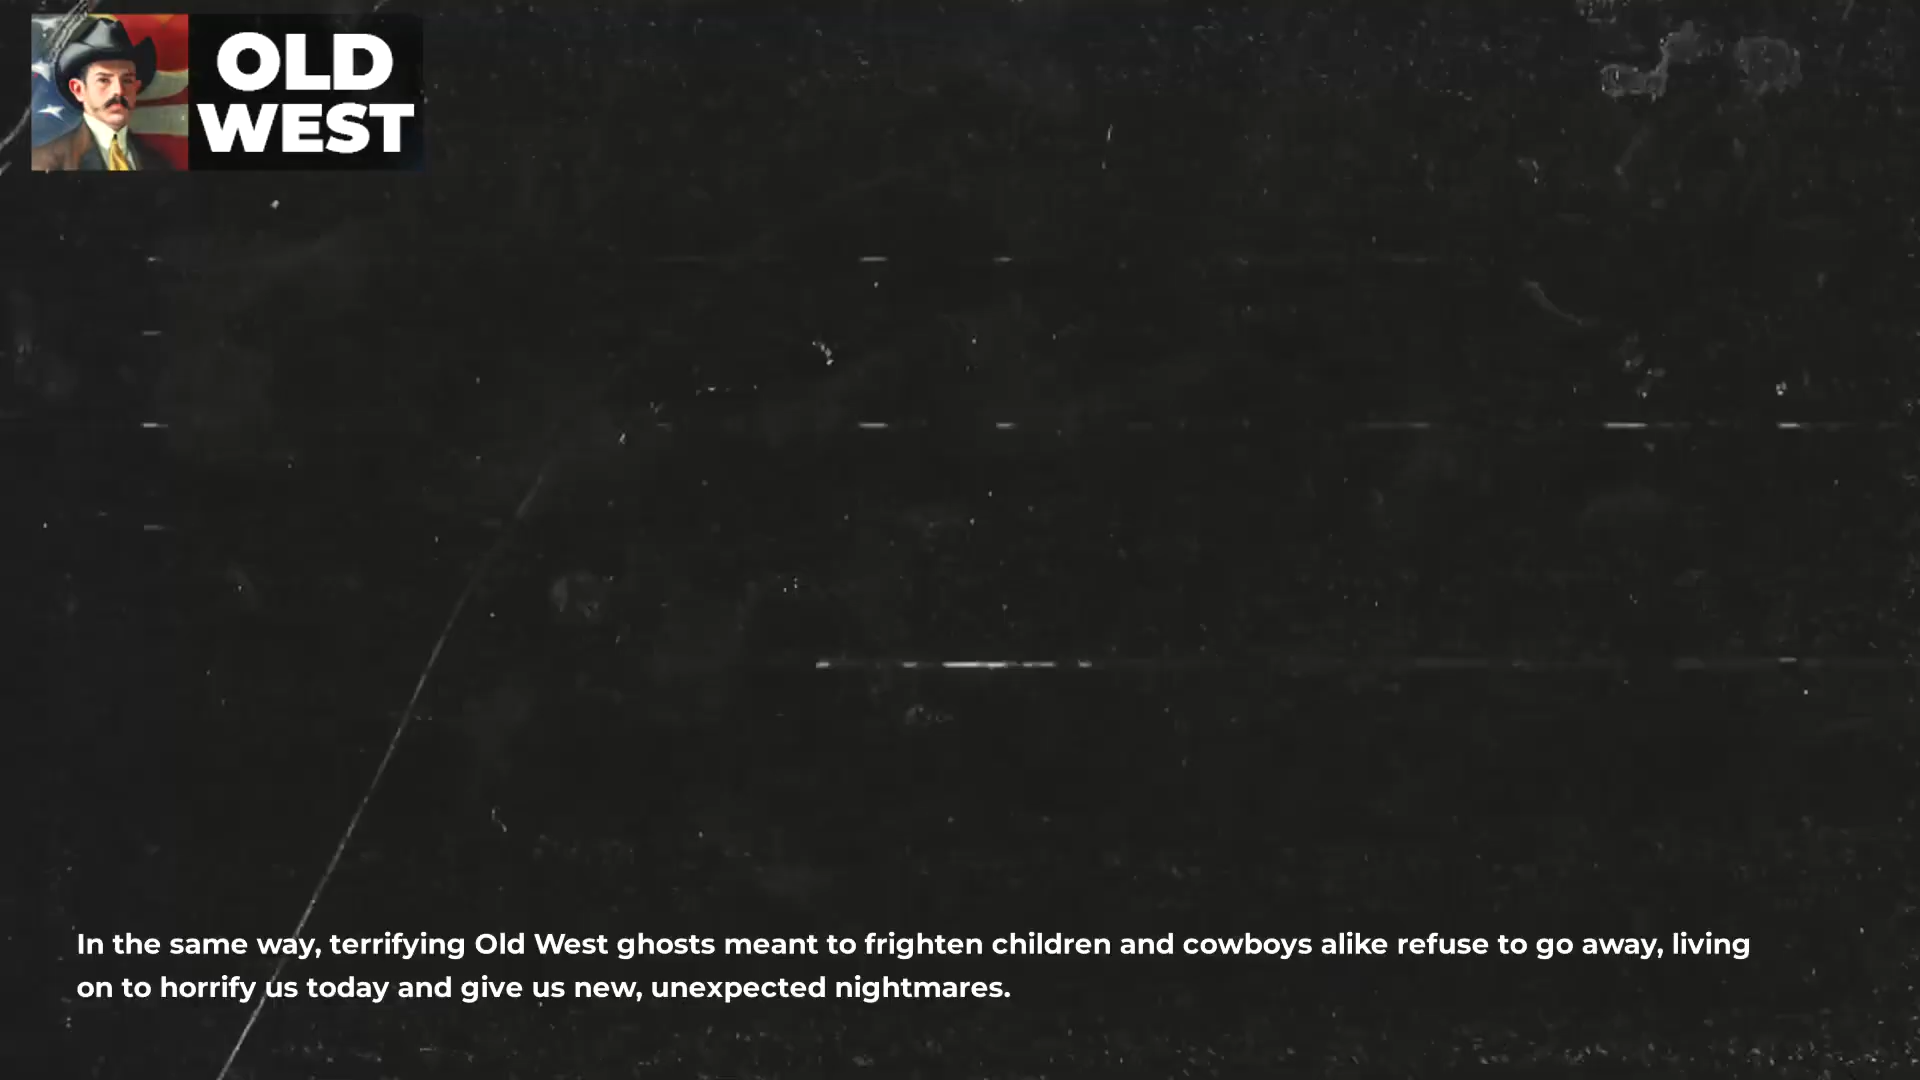 OLD
WEST
In the same way, terrifying Old West ghosts meant to frighten children and cowboys alike refuse to go away, living
on to horrify us today and give us new, unexpected nightmares.